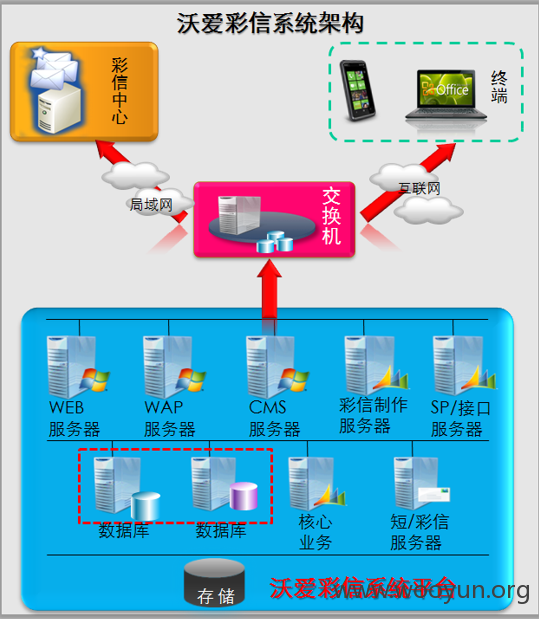 沃爱彩信系统架构
彩信中心
终端
Office
局域网
互联网
交换机
WEB
服务器
WAP
服务器
CMS
服务器
彩信制作
服务器
SP/接口
服务器
数据库
数据库
核心
业务
短/彩信
服务器
存储
沃爱彩信系统平台
www.wooyun.org